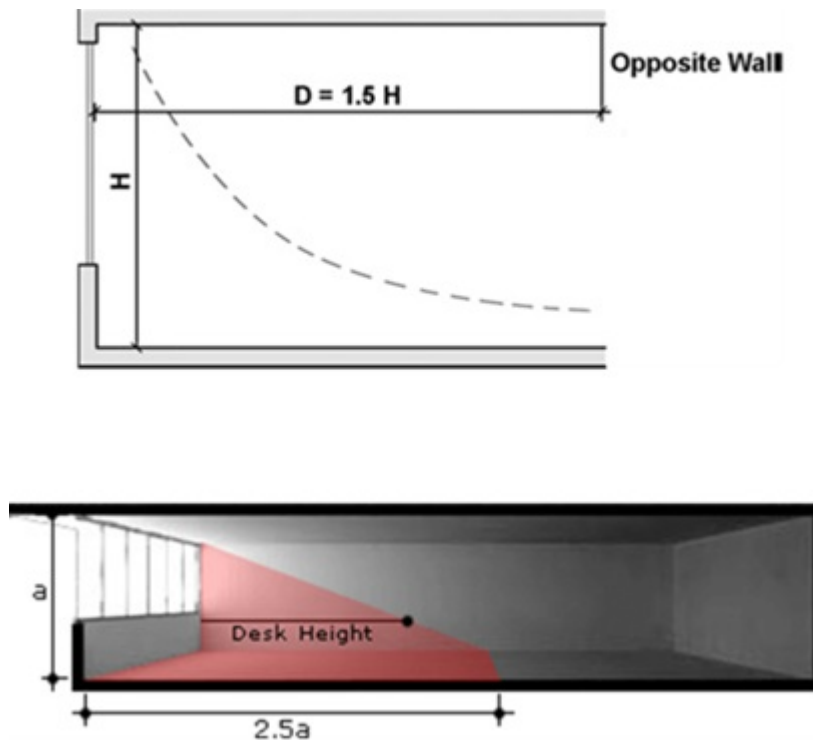 Opposite Wall
D = 1.5 H
H
a
Desk Height
2.5a